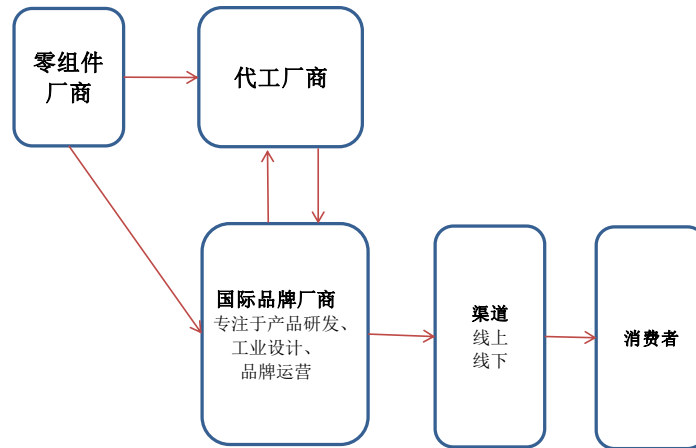 零组件
厂商
代工厂商
国际品牌厂商
专注于产品研发、
工业设计、
品牌运营
渠道
线上
线下
消费者